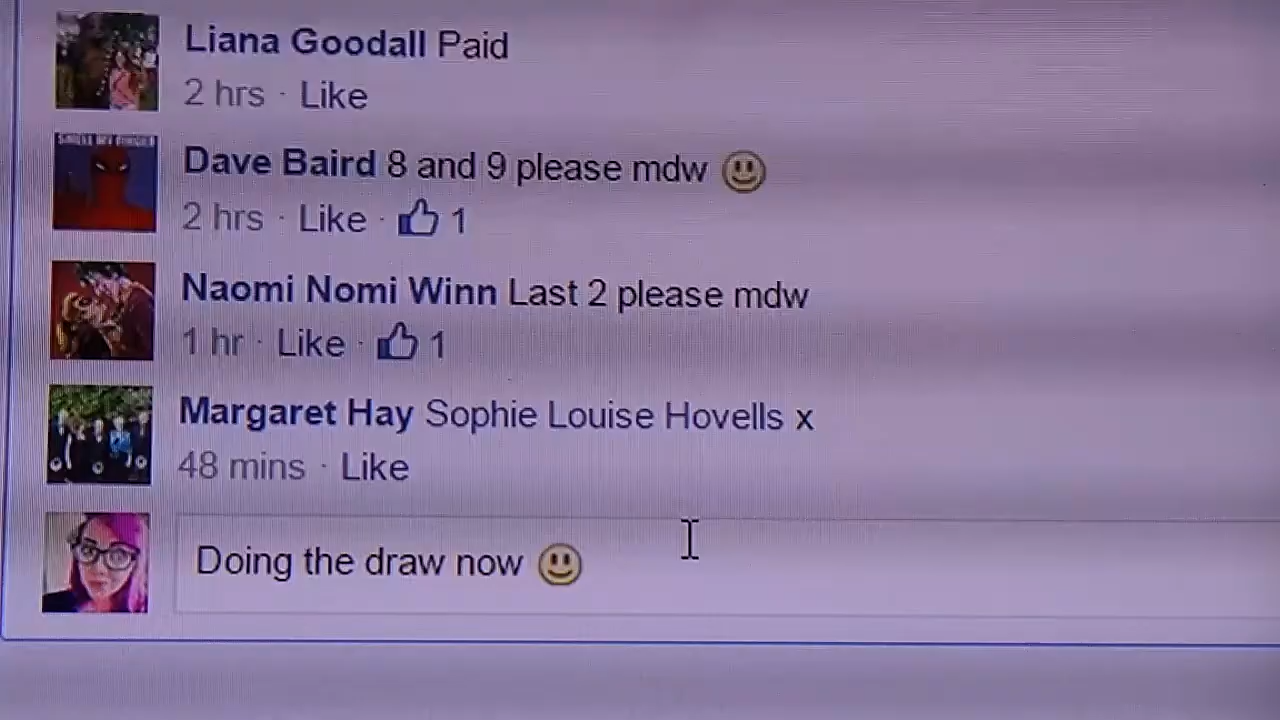 Liana Goodall Paid
2 hrs · Like
Dave Baird 8 and 9 please mdw
2 hrs · Like · 1
Naomi Nomi Winn Last 2 please mdw
1 hr · Like · 1
Margaret Hay Sophie Louise Hovells x
48 mins · Like
Doing the draw now